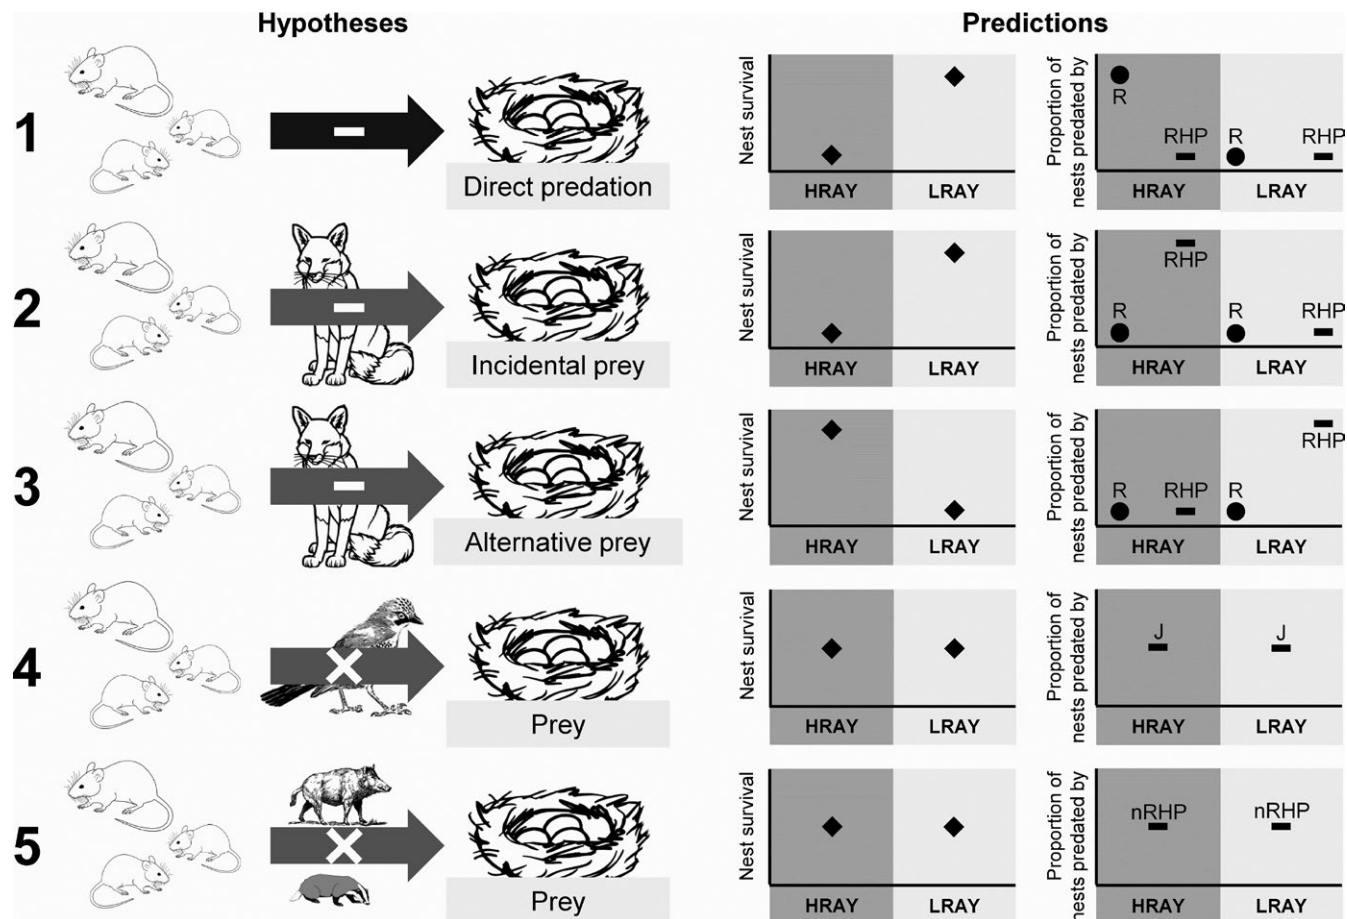 Hypotheses
Predictions
1
Direct predation
Nest survival
HRAY
LRAY
Proportion of
nests predated by
R
RHP
R
RHP
HRAY
LRAY
2
Incidental prey
Nest survival
HRAY
LRAY
Proportion of
nests predated by
R
RHP
R
RHP
HRAY
LRAY
3
Alternative prey
Nest survival
HRAY
LRAY
Proportion of
nests predated by
R
RHP
R
RHP
HRAY
LRAY
4
Prey
Nest survival
HRAY
LRAY
Proportion of
nests predated by
J
J
HRAY
LRAY
5
Prey
Nest survival
HRAY
LRAY
Proportion of
nests predated by
nRHP
nRHP
HRAY
LRAY